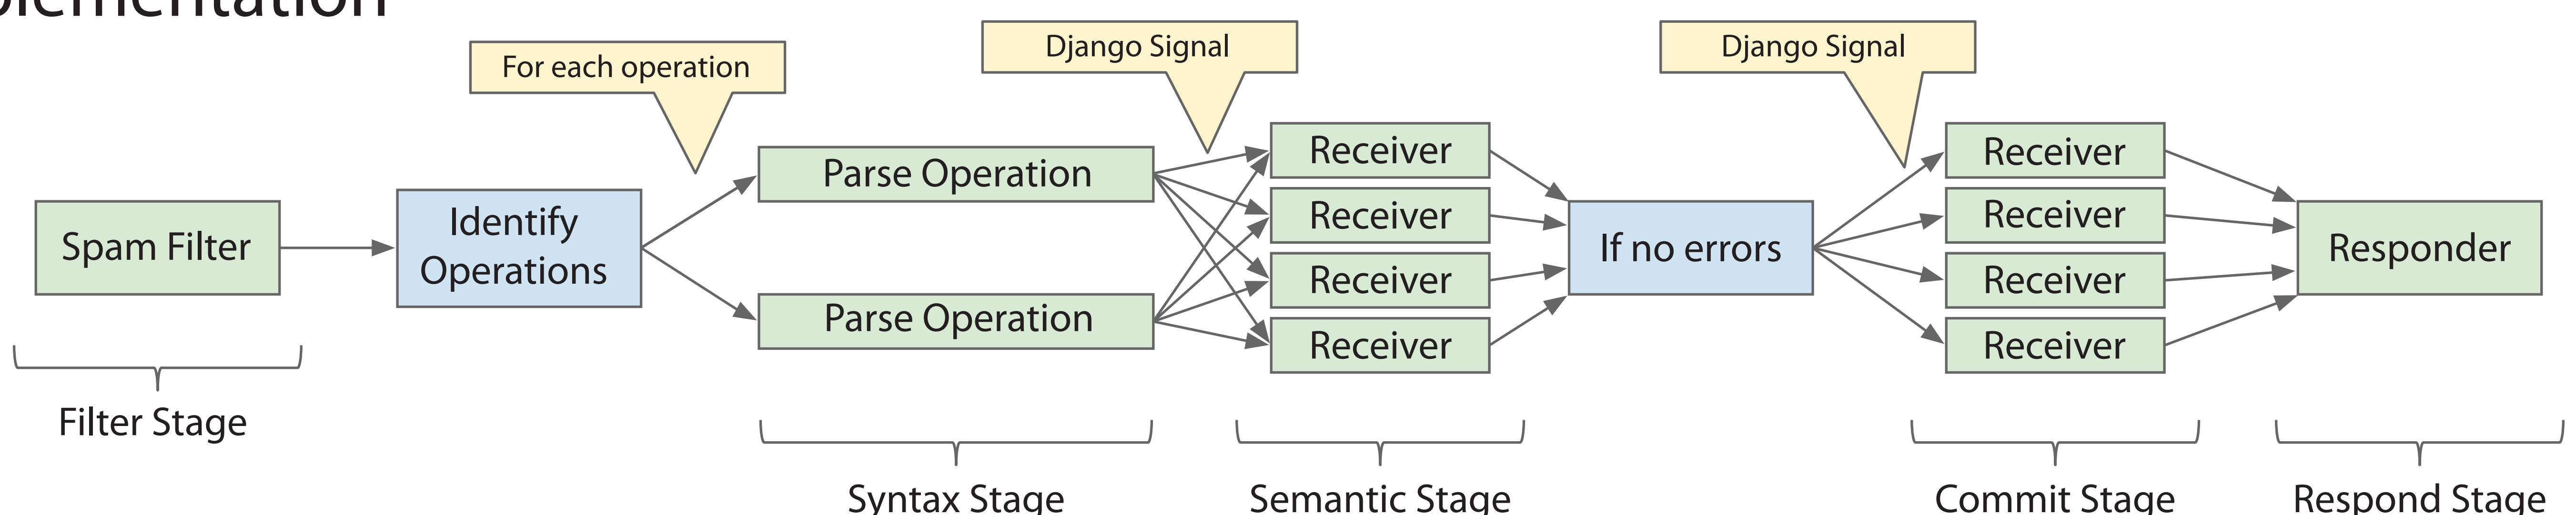 plementation
For each operation
Django Signal
Django Signal
Spam Filter
Identify
Operations
Parse Operation
Parse Operation
Receiver
Receiver
Receiver
Receiver
If no errors
Receiver
Receiver
Receiver
Receiver
Responder
Filter Stage
Syntax Stage
Semantic Stage
Commit Stage
Respond Stage